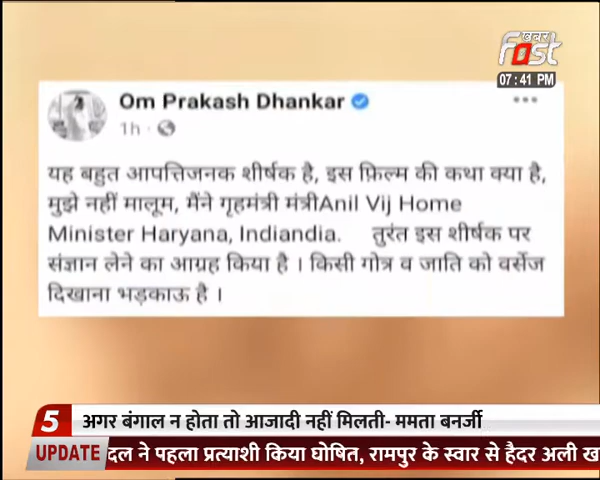 खबर
Fast
07:41 PM
Om Prakash Dhankar
1h
यह बहुत आपत्तिजनक शीर्षक है, इस फ़िल्म की कथा क्या है,
मुझे नहीं मालूम, मैंने गृहमंत्री मंत्रीAnil Vij Home
Minister Haryana, Indiandia. तुरंत इस शीर्षक पर
संज्ञान लेने का आग्रह किया है । किसी गोत्र व जाति को वर्सेज
दिखाना भड़काऊ है ।
5 अगर बंगाल न होता तो आजादी नहीं मिलती- ममता बनर्जी
UPDATE दल ने पहला प्रत्याशी किया घोषित, रामपुर के स्वार से हैदर अली ख